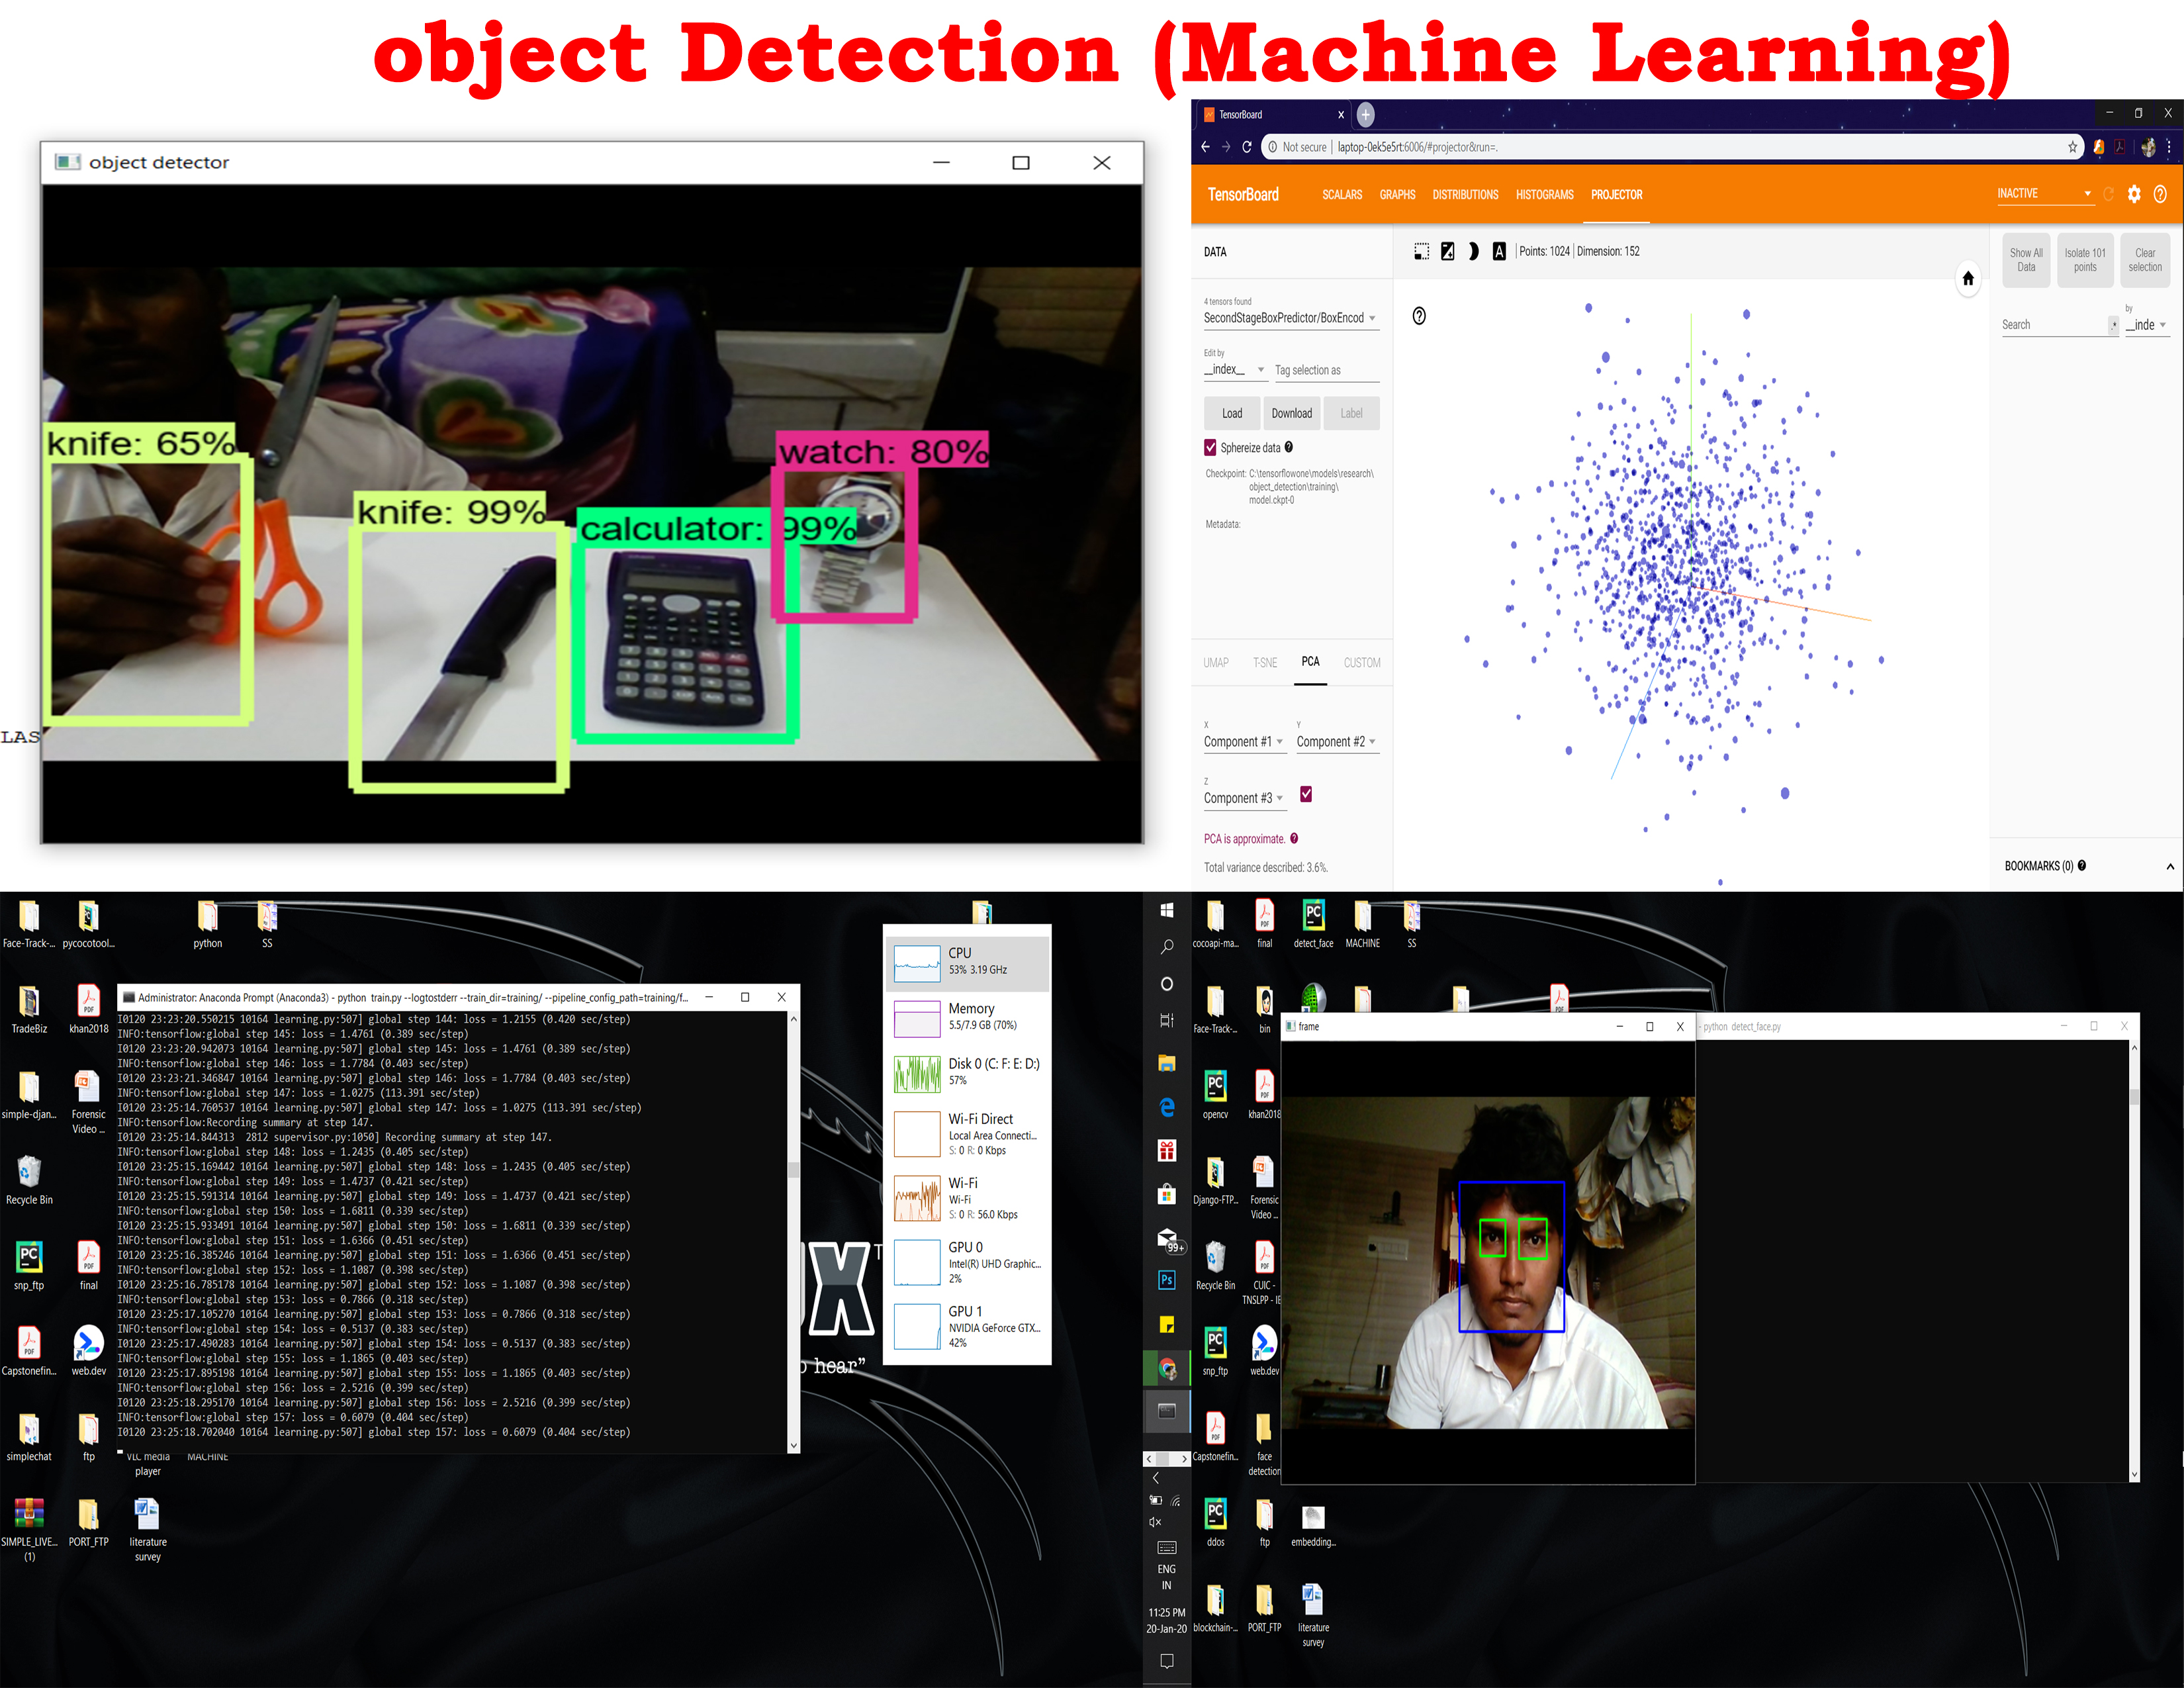 object Detection (Machine Learning)
object detector
knife: 65%
knife: 99%
calculator: 99%
watch: 80%
LAS
TensorBoard
Not secure | laptop-0ek5e5rt:6006/#projector&run=.
TensorBoard
SCALARS GRAPHS DISTRIBUTIONS HISTOGRAMS PROJECTOR
INACTIVE
DATA
Points: 1024 | Dimension: 152
Show All Data
Isolate 101 points
Clear selection
4 tensors found
SecondStageBoxPredictor/BoxEncod
Search
by
__inde
Edit by
__index__
Tag selection as
Load Download Label
Sphereize data
Checkpoint: C:\tensorflowone\models\research\
object_detection\training\
model.ckpt-0
Metadata:
UMAP T-SNE PCA CUSTOM
X
Component #1
Y
Component #2
Z
Component #3
PCA is approximate.
Total variance described: 3.6%.
BOOKMARKS (0)
Face-Track-...
pycocotool...
python
SS
TradeBiz
khan2018
simple-djan...
Forensic
Video ...
Recycle Bin
snp_ftp
final
Capstonefin...
web.dev
simplechat
ftp
VLC media
player
MACHINE
SIMPLE_LIVE...
(1)
PORT_FTP
literature
survey
Administrator: Anaconda Prompt (Anaconda3) - python train.py --logtostderr --train_dir=training/ --pipeline_config_path=training/f...
I0120 23:23:20.550215 10164 learning.py:507] global step 144: loss = 1.2155 (0.420 sec/step)
INFO:tensorflow:global step 145: loss = 1.4761 (0.389 sec/step)
I0120 23:23:20.942073 10164 learning.py:507] global step 145: loss = 1.4761 (0.389 sec/step)
INFO:tensorflow:global step 146: loss = 1.7784 (0.403 sec/step)
I0120 23:23:21.346847 10164 learning.py:507] global step 146: loss = 1.7784 (0.403 sec/step)
INFO:tensorflow:global step 147: loss = 1.0275 (113.391 sec/step)
I0120 23:25:14.760537 10164 learning.py:507] global step 147: loss = 1.0275 (113.391 sec/step)
INFO:tensorflow:Recording summary at step 147.
I0120 23:25:14.844313  2812 supervisor.py:1050] Recording summary at step 147.
INFO:tensorflow:global step 148: loss = 1.2435 (0.405 sec/step)
I0120 23:25:15.169442 10164 learning.py:507] global step 148: loss = 1.2435 (0.405 sec/step)
INFO:tensorflow:global step 149: loss = 1.4737 (0.421 sec/step)
I0120 23:25:15.591314 10164 learning.py:507] global step 149: loss = 1.4737 (0.421 sec/step)
INFO:tensorflow:global step 150: loss = 1.6811 (0.339 sec/step)
I0120 23:25:15.933491 10164 learning.py:507] global step 150: loss = 1.6811 (0.339 sec/step)
INFO:tensorflow:global step 151: loss = 1.6366 (0.451 sec/step)
I0120 23:25:16.385246 10164 learning.py:507] global step 151: loss = 1.6366 (0.451 sec/step)
INFO:tensorflow:global step 152: loss = 1.1087 (0.398 sec/step)
I0120 23:25:16.785178 10164 learning.py:507] global step 152: loss = 1.1087 (0.398 sec/step)
INFO:tensorflow:global step 153: loss = 0.7866 (0.318 sec/step)
I0120 23:25:17.105270 10164 learning.py:507] global step 153: loss = 0.7866 (0.318 sec/step)
INFO:tensorflow:global step 154: loss = 0.5137 (0.383 sec/step)
I0120 23:25:17.490283 10164 learning.py:507] global step 154: loss = 0.5137 (0.383 sec/step)
INFO:tensorflow:global step 155: loss = 1.1865 (0.403 sec/step)
I0120 23:25:17.895198 10164 learning.py:507] global step 155: loss = 1.1865 (0.403 sec/step)
INFO:tensorflow:global step 156: loss = 2.5216 (0.399 sec/step)
I0120 23:25:18.295170 10164 learning.py:507] global step 156: loss = 2.5216 (0.399 sec/step)
INFO:tensorflow:global step 157: loss = 0.6079 (0.404 sec/step)
I0120 23:25:18.702040 10164 learning.py:507] global step 157: loss = 0.6079 (0.404 sec/step)
hear”
CPU
53% 3.19 GHz
Memory
5.5/7.9 GB (70%)
Disk 0 (C: F: E: D:)
57%
Wi-Fi Direct
Local Area Connecti...
S: 0 R: 0 Kbps
Wi-Fi
Wi-Fi
S: 0 R: 56.0 Kbps
GPU 0
Intel(R) UHD Graphic...
2%
GPU 1
NVIDIA GeForce GTX...
42%
99+
Ps
ENG
IN
11:25 PM
20-Jan-20
cocoapi-ma...
final
detect_face
MACHINE
SS
Face-Track-...
bin
opencv
khan2018
Django-FTP...
Forensic
Video ...
Recycle Bin
CUIC -
TNSLPP - IE
snp_ftp
web.dev
Capstonefin...
face
detection
ddos
ftp
embedding...
blockchain-...
PORT_FTP
literature
survey
frame
- python detect_face.py